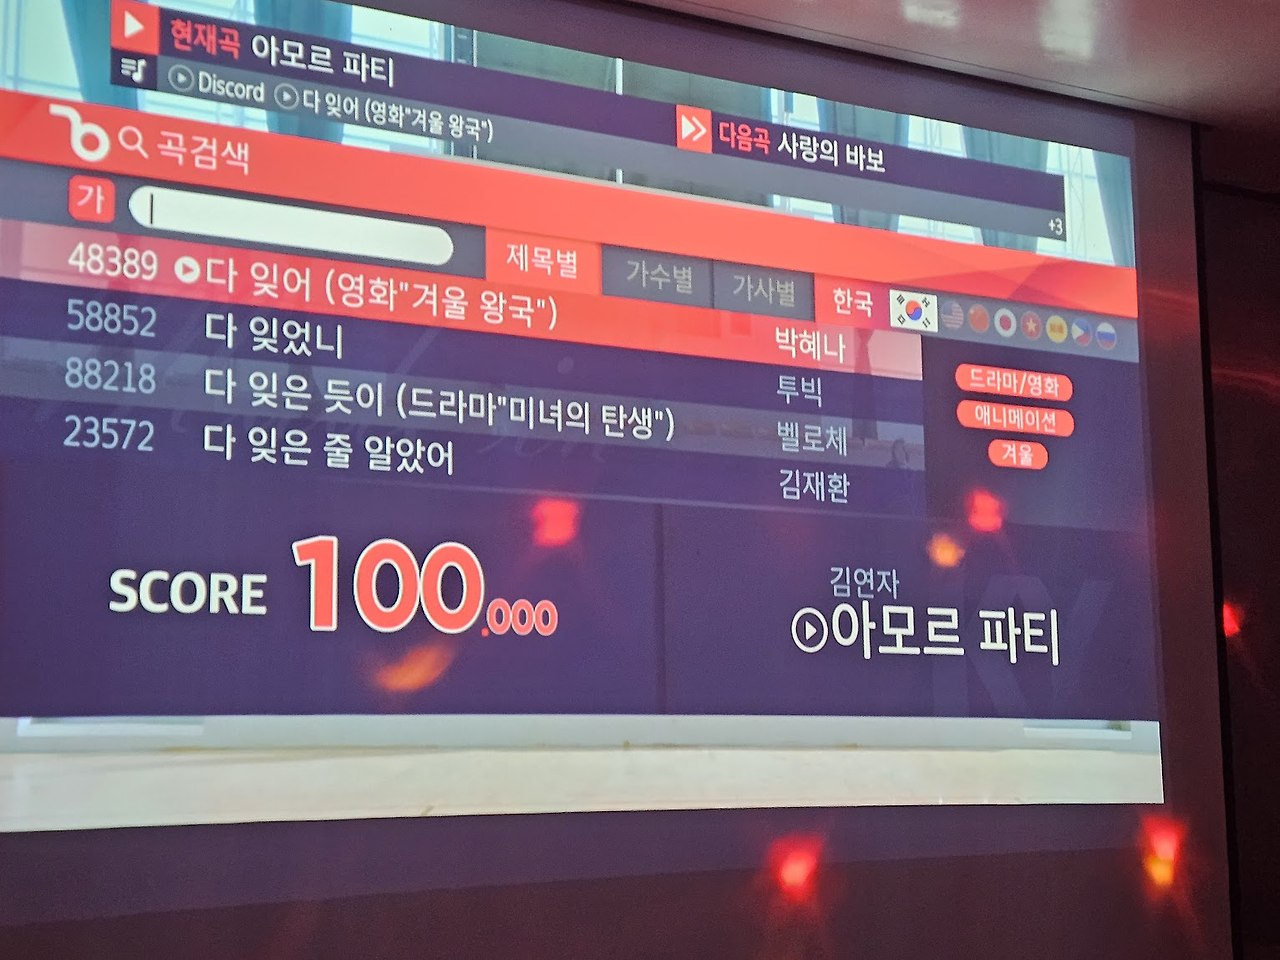 현재곡 아모르 파티
Discord 다 잊어 (영화"겨울 왕국")
다음곡 사랑의 바보
+3
곡검색
가
제목별 가수별 가사별 한국
48389 다 잊어 (영화"겨울 왕국") 박혜나
58852 다 잊었니 투빅
88218 다 잊은 듯이 (드라마"미녀의 탄생") 벨로체
23572 다 잊은 줄 알았어 김재환
드라마/영화
애니메이션
겨울
SCORE 100.000
김연자
아모르 파티